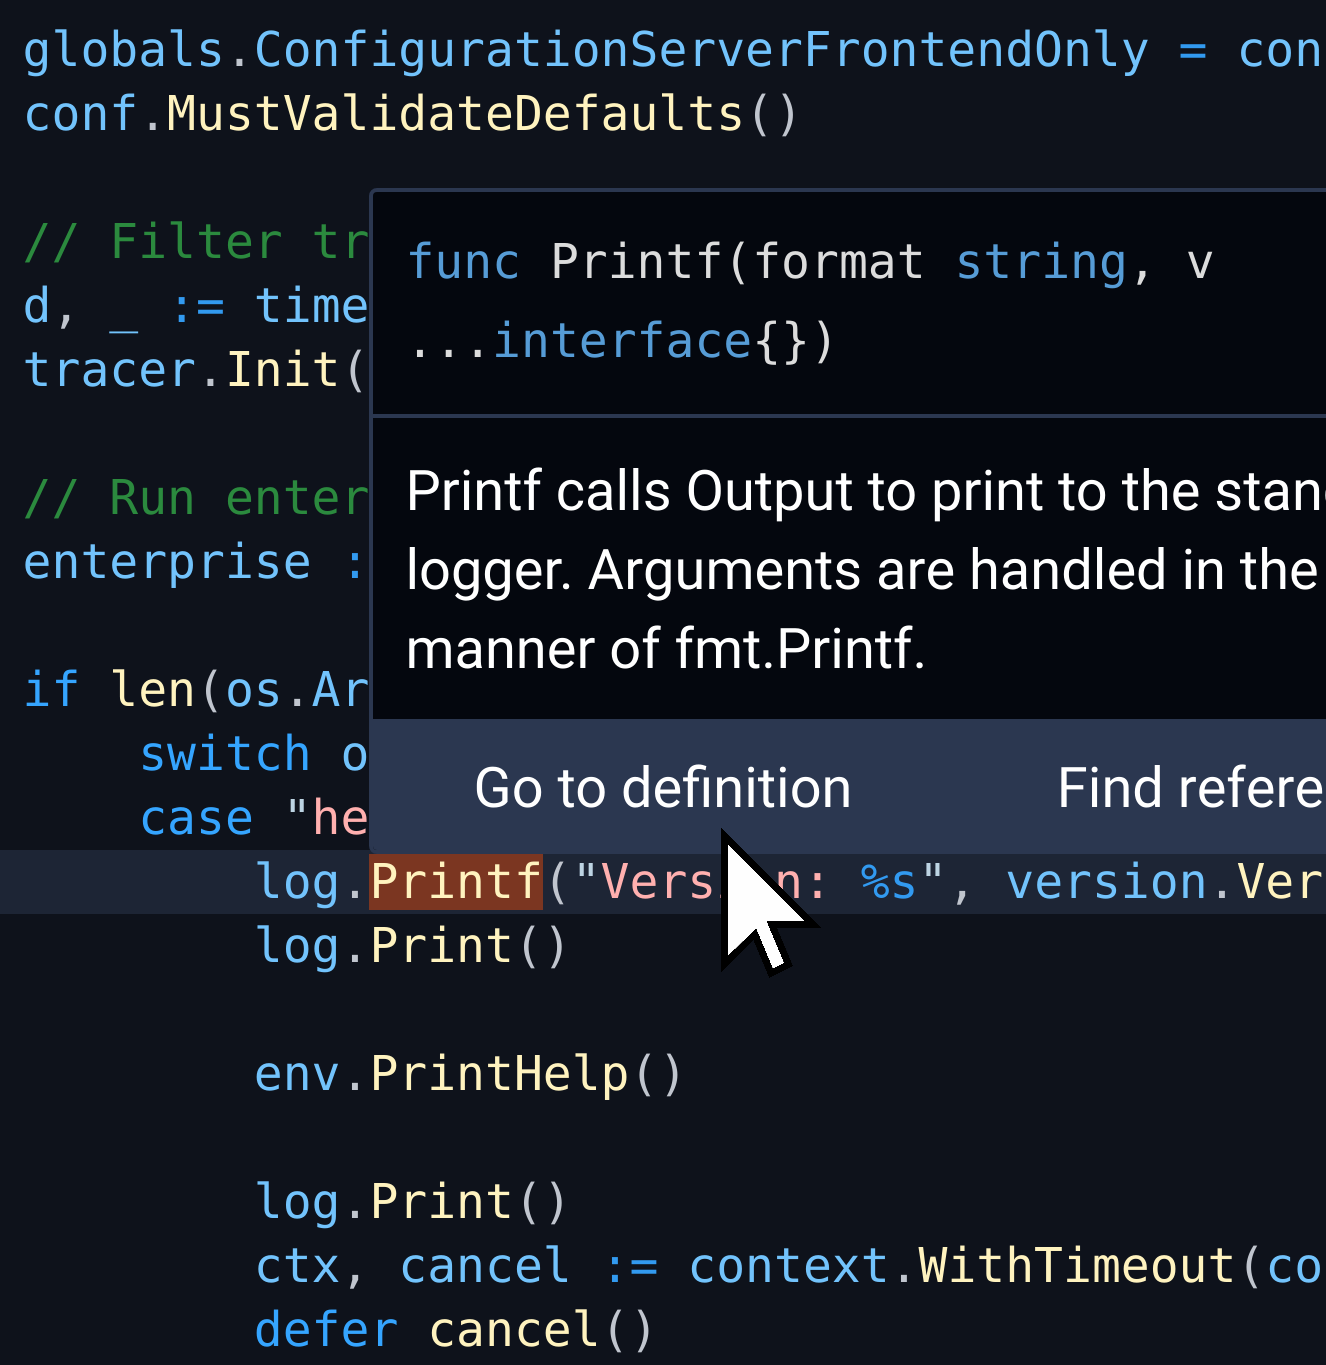 globals.ConfigurationServerFrontendOnly = con
conf.MustValidateDefaults()
// Filter tr
d, _ := time
tracer.Init(
// Run enter
enterprise :
if len(os.Ar
switch o
case "he
func Printf(format string, v
...interface{})
Printf calls Output to print to the stan
logger. Arguments are handled in the
manner of fmt.Printf.
Go to definition Find refere
log.Printf("Version: %s", version.Ver
log.Print()
env.PrintHelp()
log.Print()
ctx, cancel := context.WithTimeout(co
defer cancel()